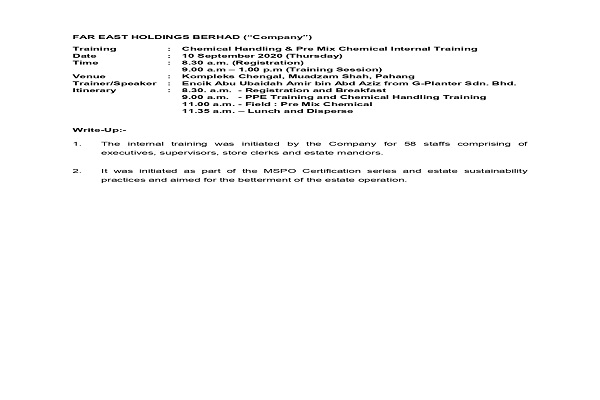 FAR EAST HOLDINGS BERHAD (“Company”)
Training : Chemical Handling & Pre Mix Chemical Internal Training
Date : 10 September 2020 (Thursday)
Time : 8.30 a.m. (Registration)
9.00 a.m – 1.00 p.m (Training Session)
Venue : Kompleks Chengal, Muadzam Shah, Pahang
Trainer/Speaker : Encik Abu Ubaidah Amir bin Abd Aziz from G-Planter Sdn. Bhd.
Itinerary : 8.30. a.m. - Registration and Breakfast
9.00 a.m. - PPE Training and Chemical Handling Training
11.00 a.m. - Field : Pre Mix Chemical
11.35 a.m. – Lunch and Disperse
Write-Up:-
1. The internal training was initiated by the Company for 58 staffs comprising of
executives, supervisors, store clerks and estate mandors.
2. It was initiated as part of the MSPO Certification series and estate sustainability
practices and aimed for the betterment of the estate operation.